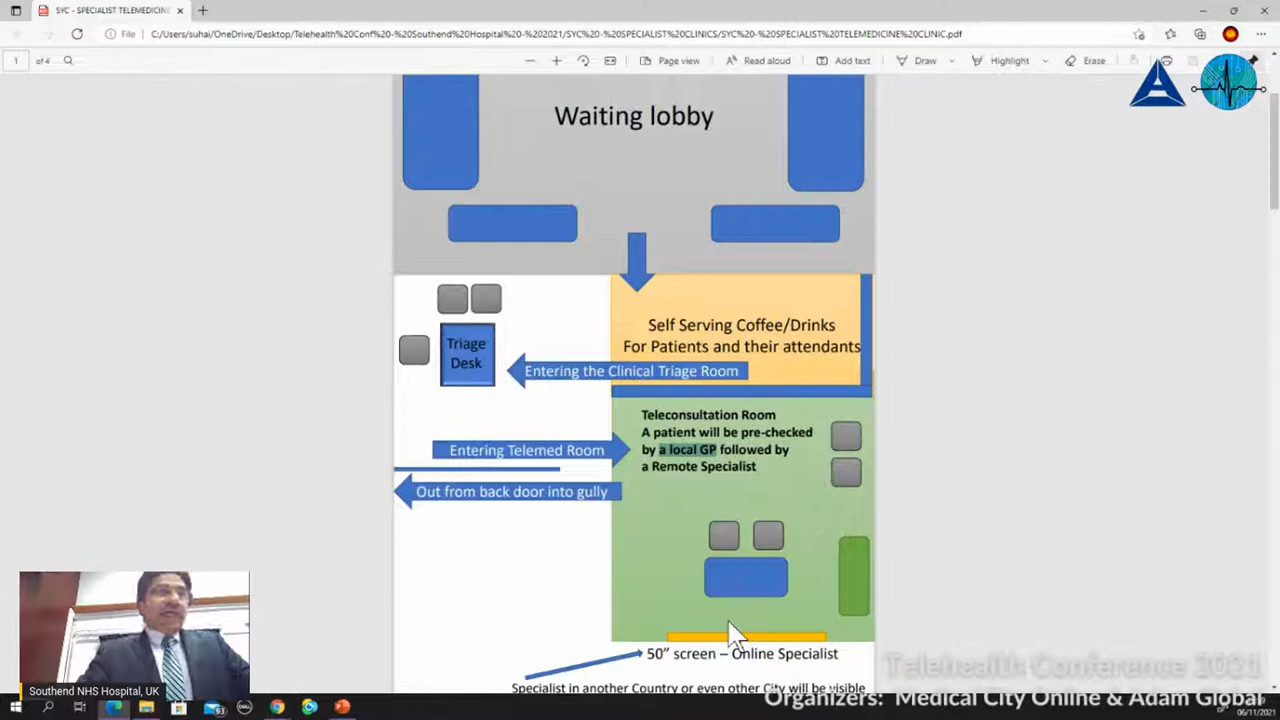 SYC - SPECIALIST TELEMEDICINE
File
C:/Users/suhai/OneDrive/Desktop/Telehealth%20Conf%20-%20Southend%20Hospital%20-%202021/SYC%20-%20SPECIALIST%20CLINICS/SYC%20-%20SPECIALIST%20TELEMEDICINE%20CLINIC.pdf
1 of 4
Page view
Read aloud
Add text
Draw
Highlight
Erase
Waiting lobby
Self Serving Coffee/Drinks
For Patients and their attendants
Triage
Desk
Entering the Clinical Triage Room
Teleconsultation Room
A patient will be pre-checked
by a local GP followed by
a Remote Specialist
Entering Telemed Room
Out from back door into gully
50” screen – Online Specialist
Specialist in another Country or even other City will be visible
Southend NHS Hospital, UK
Telehealth Conference 2021
Organizers: Medical City Online & Adam Global
06/11/2021